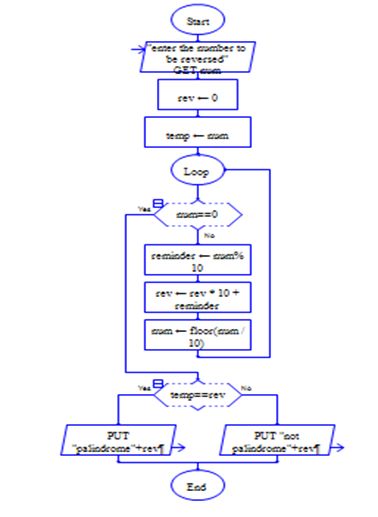 Start
"enter the number to
be reversed"
GET num
rev ← 0
temp ← num
Loop
Yes
num==0
No
reminder ← num%
10
rev ← rev * 10 +
reminder
num ← floor(num /
10)
Yes
temp==rev
No
PUT
"palindrome"+rev¶
PUT "not
palindrome"+rev¶
End